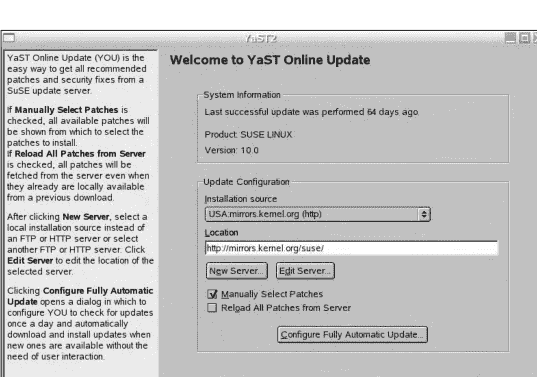 YaST2
YaST Online Update (YOU) is the
easy way to get all recommended
patches and security fixes from a
SuSE update server.
If Manually Select Patches is
checked, all available patches will
be shown from which to select the
patches to install.
If Reload All Patches from Server
is checked, all patches will be
fetched from the server even when
they already are locally available
from a previous download.
After clicking New Server, select a
local installation source instead of
an FTP or HTTP server or select
another FTP or HTTP server. Click
Edit Server to edit the location of the
selected server.
Clicking Configure Fully Automatic
Update opens a dialog in which to
configure YOU to check for updates
once a day and automatically
download and install updates when
new ones are available without the
need of user interaction.
Welcome to YaST Online Update
System Information
Last successful update was performed 64 days ago
Product: SUSE LINUX
Version: 10.0
Update Configuration
Installation source
USA:mirrors.kernel.org (http)
Location
http://mirrors.kernel.org/suse/
New Server...
Edit Server...
Manually Select Patches
Reload All Patches from Server
Configure Fully Automatic Update...